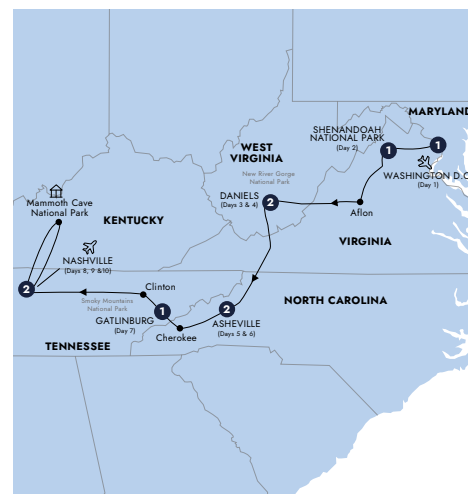 MARYLAND
SHENANDOAH
NATIONAL PARK
(Day 2)
1
1
WASHINGTON D.C
(Day 1)
WEST
VIRGINIA
New River Gorge
National Park
DANIELS
(Days 3 & 4)
2
Aflon
VIRGINIA
Mammoth Cave
National Park
KENTUCKY
NASHVILLE
(Days 8, 9 &10)
2
Clinton
Smoky Mountains
National Park
GATLINBURG
(Day 7)
1
Cherokee
2
ASHEVILLE
(Days 5 & 6)
NORTH CAROLINA
TENNESSEE